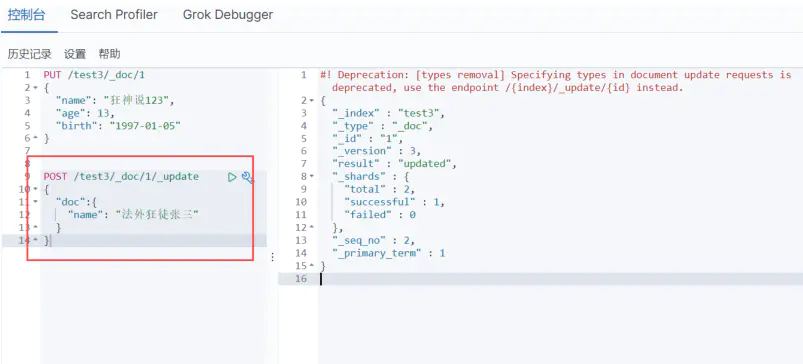 控制台 Search Profiler Grok Debugger
历史记录 设置 帮助
1 PUT /test3/_doc/1
2 {
3 "name": "狂神说123",
4 "age": 13,
5 "birth": "1997-01-05"
6 }
7
8
9 POST /test3/_doc/1/_update
10 {
11 "doc":{
12 "name": "法外狂徒张三"
13 }
14 }
1 #! Deprecation: [types removal] Specifying types in document update requests is
deprecated, use the endpoint /{index}/_update/{id} instead.
2 {
3 "_index" : "test3",
4 "_type" : "_doc",
5 "_id" : "1",
6 "_version" : 3,
7 "result" : "updated",
8 "_shards" : {
9 "total" : 2,
10 "successful" : 1,
11 "failed" : 0
12 },
13 "_seq_no" : 2,
14 "_primary_term" : 1
15 }
16